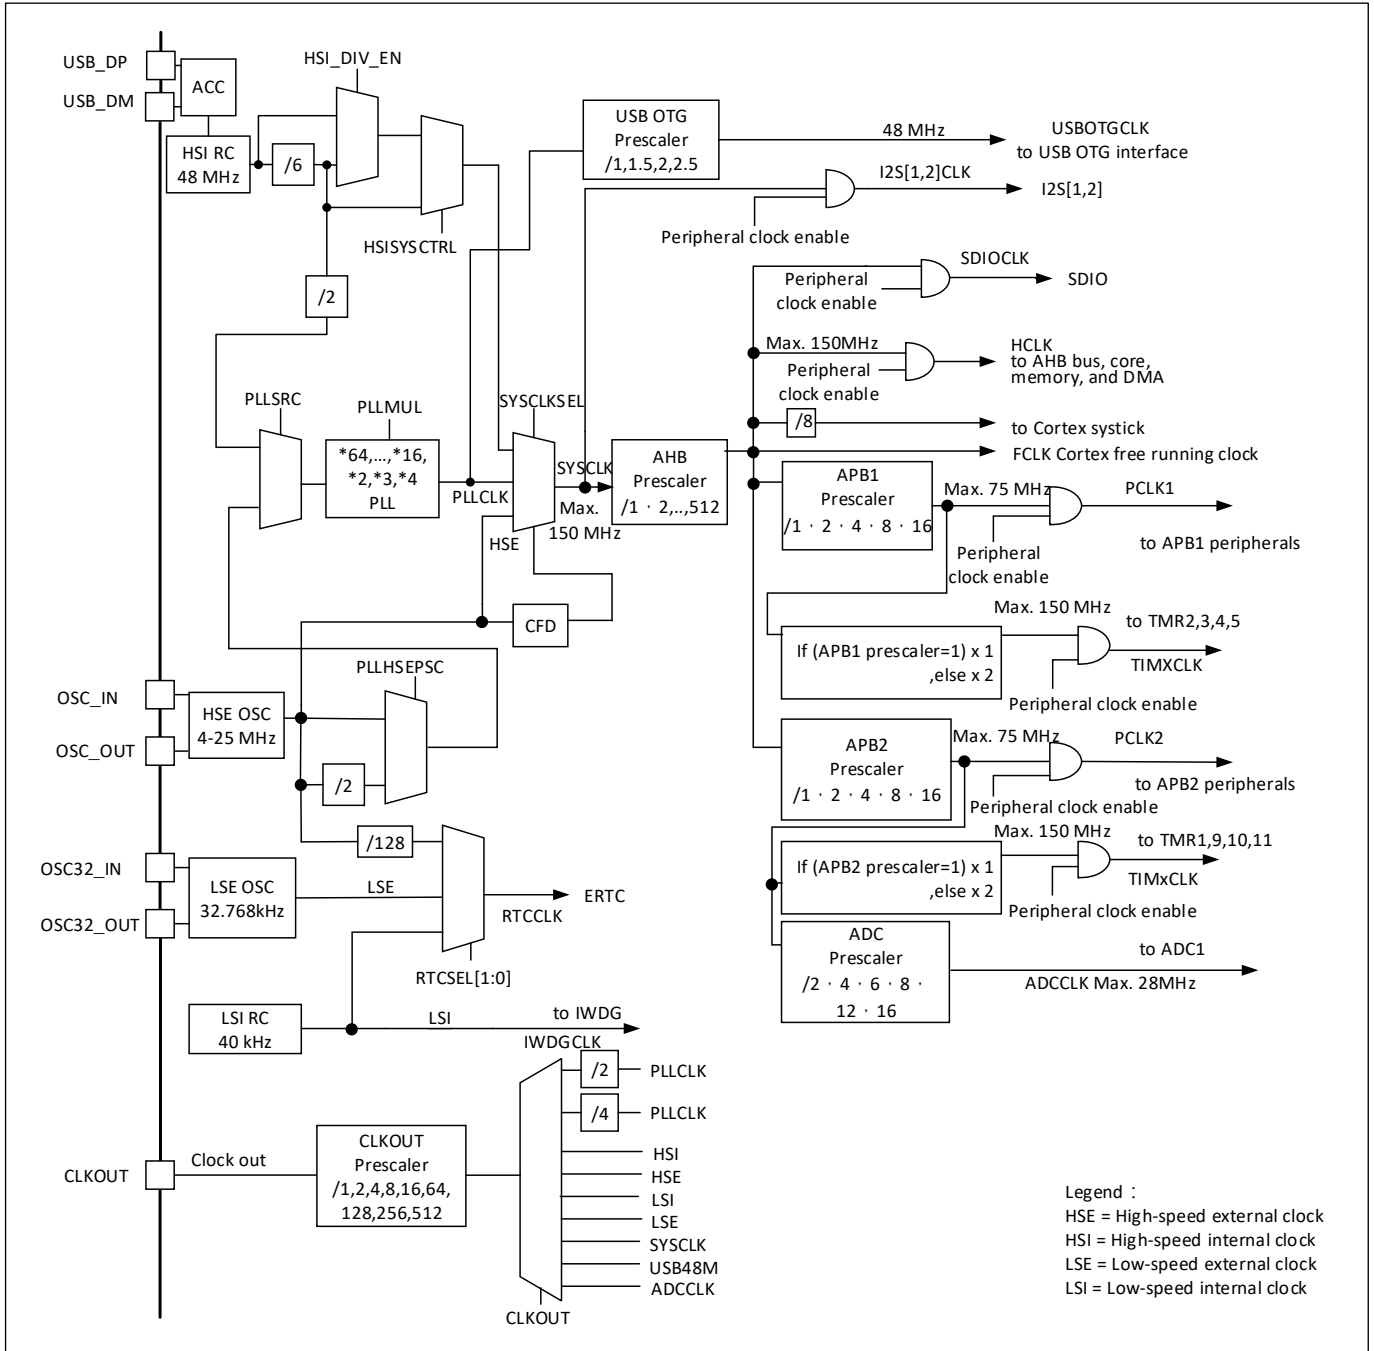 HSI_DIV_EN
USB_DP
ACC
USB_DM
HSI RC
48 MHz
/6
HSISYSCTRL
/2
USB OTG
Prescaler
/1,1.5,2,2.5
48 MHz
USBOTGCLK
to USB OTG interface
I2S[1,2]CLK
I2S[1,2]
Peripheral clock enable
SDIOCLK
SDIO
Peripheral
clock enable
Max. 150MHz
HCLK
to AHB bus, core,
memory, and DMA
Peripheral
clock enable
/8
to Cortex systick
FCLK Cortex free running clock
PLLSRC
PLLMUL
*64,...,*16,
*2,*3,*4
PLL
PLLCLK
SYSCLKSEL
HSE
SYSCLK
Max.
150 MHz
AHB
Prescaler
/1 · 2,..,512
APB1
Prescaler
/1 · 2 · 4 · 8 · 16
Max. 75 MHz
PCLK1
to APB1 peripherals
Peripheral
clock enable
CFD
Max. 150 MHz
to TMR2,3,4,5
If (APB1 prescaler=1) x 1
,else x 2
TIMXCLK
Peripheral clock enable
PLLHSEPSC
OSC_IN
HSE OSC
4-25 MHz
OSC_OUT
/2
APB2
Prescaler
/1 · 2 · 4 · 8 · 16
Max. 75 MHz
PCLK2
to APB2 peripherals
Peripheral clock enable
Max. 150 MHz
to TMR1,9,10,11
If (APB2 prescaler=1) x 1
,else x 2
TIMxCLK
Peripheral clock enable
/128
OSC32_IN
LSE OSC
32.768kHz
OSC32_OUT
LSE
RTCCLK
ERTC
RTCSEL[1:0]
ADC
Prescaler
/2 · 4 · 6 · 8 ·
12 · 16
to ADC1
ADCCLK Max. 28MHz
LSI RC
40 kHz
LSI
to IWDG
IWDGCLK
/2
PLLCLK
/4
PLLCLK
CLKOUT
Clock out
CLKOUT
Prescaler
/1,2,4,8,16,64,
128,256,512
HSI
HSE
LSI
LSE
SYSCLK
USB48M
ADCCLK
CLKOUT
Legend：
HSE = High-speed external clock
HSI = High-speed internal clock
LSE = Low-speed external clock
LSI = Low-speed internal clock